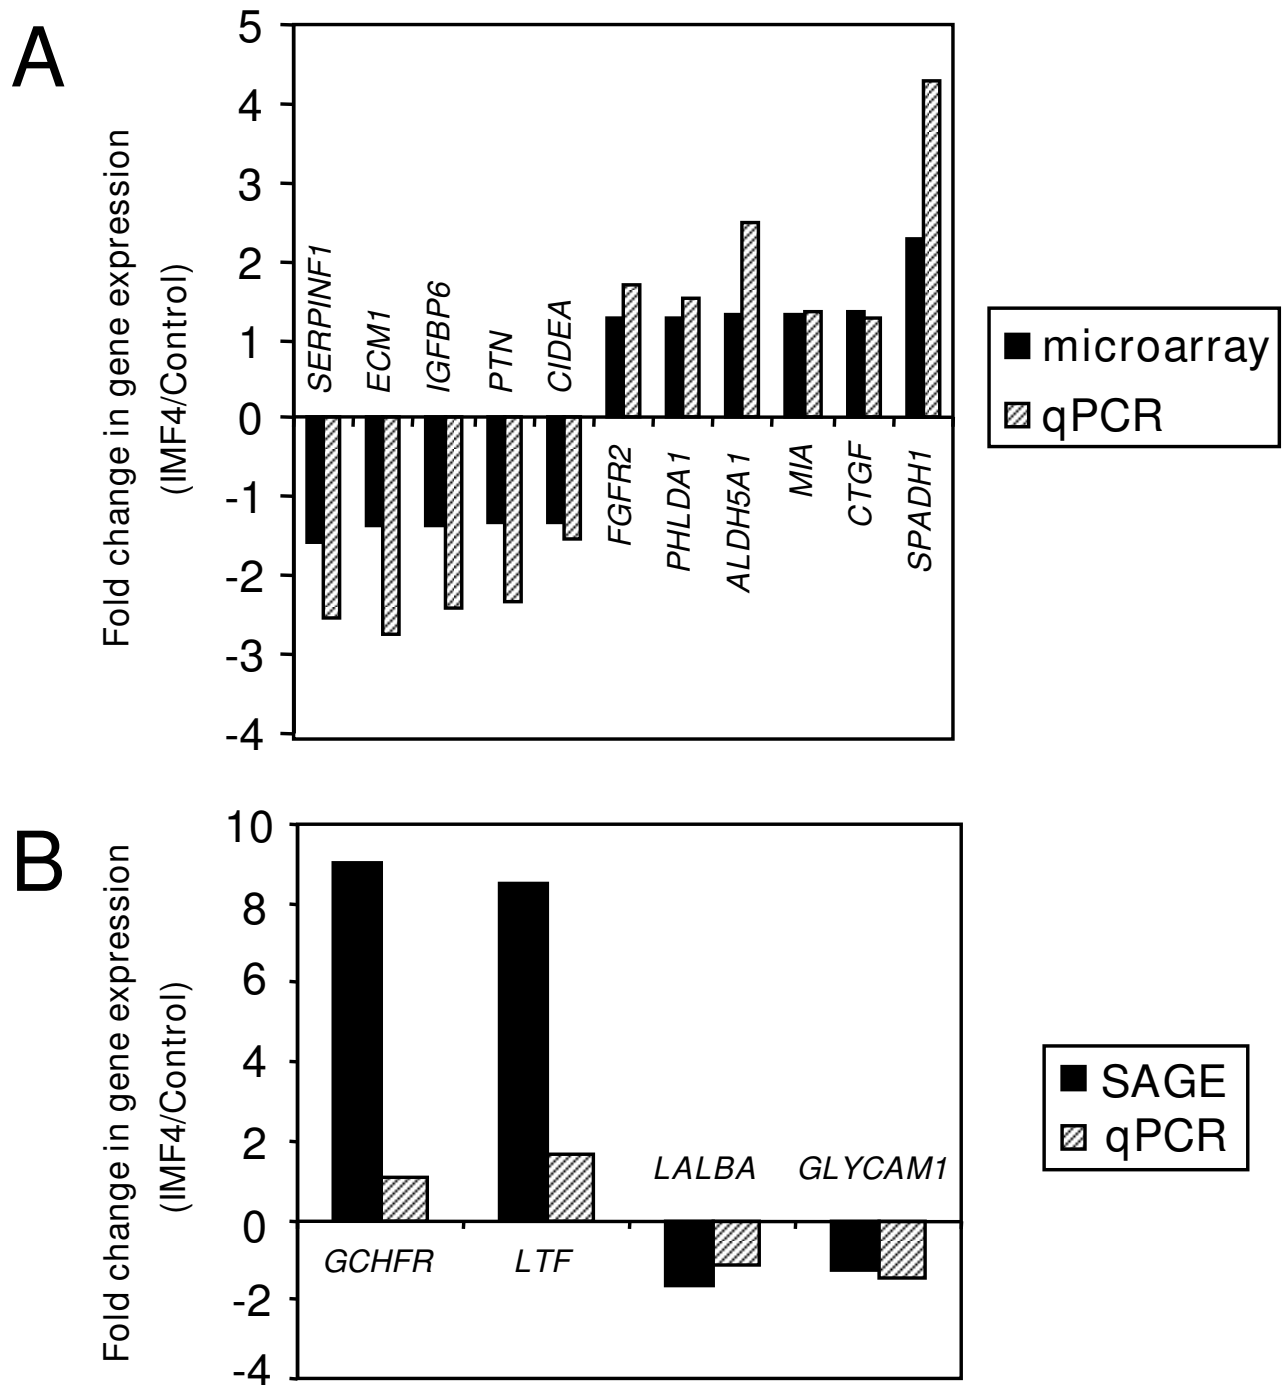 A
Fold change in gene expression
(IMF4/Control)
5
4
3
2
1
0
-1
-2
-3
-4
SERPINF1
ECM1
IGFBP6
PTN
CIDEA
FGFR2
PHLDA1
ALDH5A1
MIA
CTGF
SPADH1
microarray
qPCR
B
Fold change in gene expression
(IMF4/Control)
10
8
6
4
2
0
-2
-4
GCHFR
LTF
LALBA
GLYCAM1
SAGE
qPCR